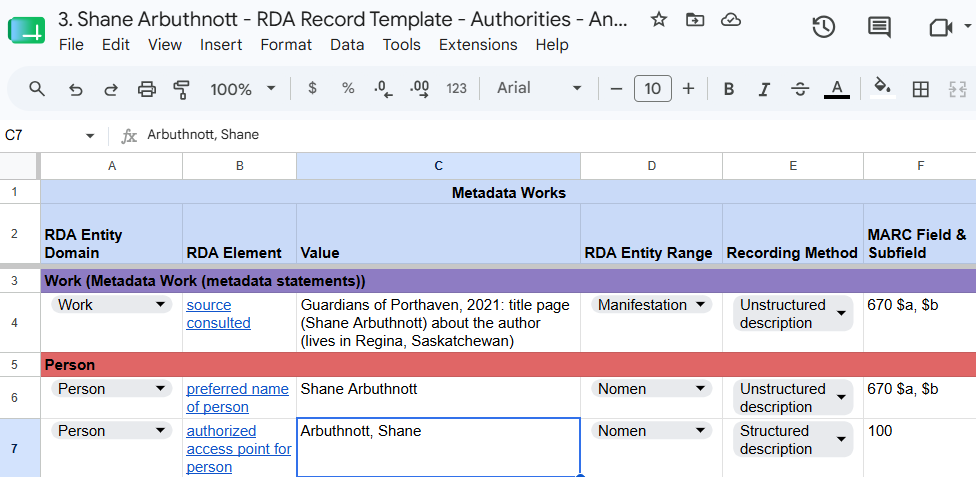 3. Shane Arbuthnott - RDA Record Template - Authorities - An...
File Edit View Insert Format Data Tools Extensions Help
100% $ % .0 .00 123 Arial 10 B I S A
C7 fx Arbuthnott, Shane
A B C D E F
1 Metadata Works
2 RDA Entity Domain RDA Element Value RDA Entity Range Recording Method MARC Field & Subfield
3 Work (Metadata Work (metadata statements))
4 Work source consulted Guardians of Porthaven, 2021: title page (Shane Arbuthnott) about the author (lives in Regina, Saskatchewan) Manifestation Unstructured description 670 $a, $b
5 Person
6 Person preferred name of person Shane Arbuthnott Nomen Unstructured description 670 $a, $b
7 Person authorized access point for person Arbuthnott, Shane Nomen Structured description 100